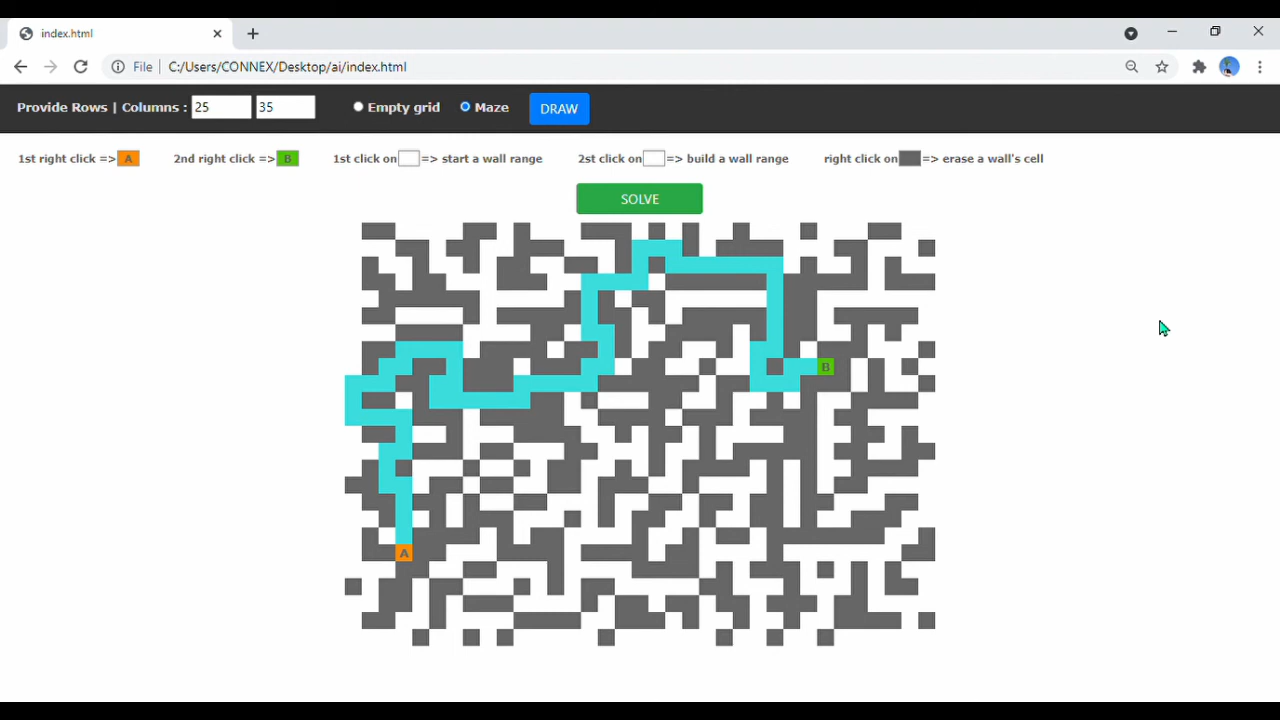 index.html
File | C:/Users/CONNEX/Desktop/ai/index.html
Provide Rows | Columns : 25 35 Empty grid Maze DRAW
1st right click => A 2nd right click => B 1st click on => start a wall range 2st click on => build a wall range right click on => erase a wall's cell
SOLVE
B
A